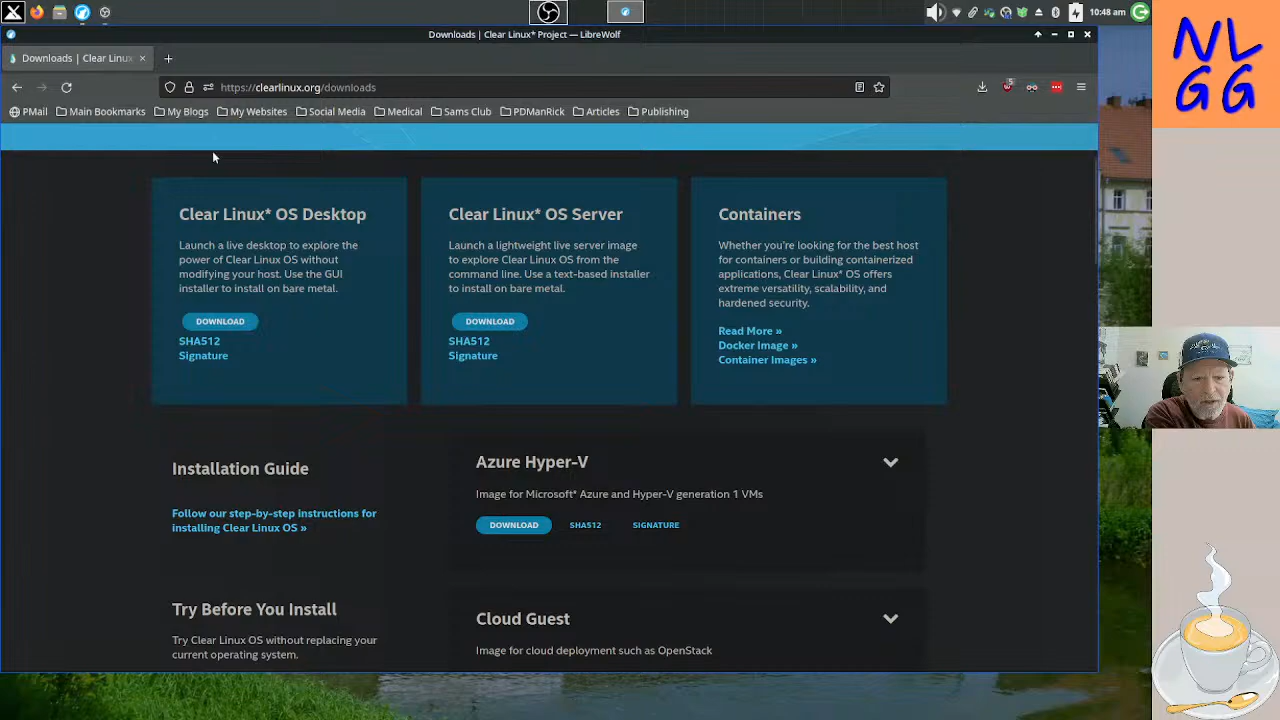 10:48 am
Downloads | Clear Linux* Project — LibreWolf
Downloads | Clear Linux
https://clearlinux.org/downloads
5
PMail
Main Bookmarks
My Blogs
My Websites
Social Media
Medical
Sams Club
PDManRick
Articles
Publishing
NL
GG
Clear Linux* OS Desktop
Launch a live desktop to explore the
power of Clear Linux OS without
modifying your host. Use the GUI
installer to install on bare metal.
DOWNLOAD
SHA512
Signature
Clear Linux* OS Server
Launch a lightweight live server image
to explore Clear Linux OS from the
command line. Use a text-based installer
to install on bare metal.
DOWNLOAD
SHA512
Signature
Containers
Whether you're looking for the best host
for containers or building containerized
applications, Clear Linux* OS offers
extreme versatility, scalability, and
hardened security.
Read More »
Docker Image »
Container Images »
Installation Guide
Follow our step-by-step instructions for
installing Clear Linux OS »
Azure Hyper-V
Image for Microsoft* Azure and Hyper-V generation 1 VMs
DOWNLOAD
SHA512
SIGNATURE
Try Before You Install
Try Clear Linux OS without replacing your
current operating system.
Cloud Guest
Image for cloud deployment such as OpenStack